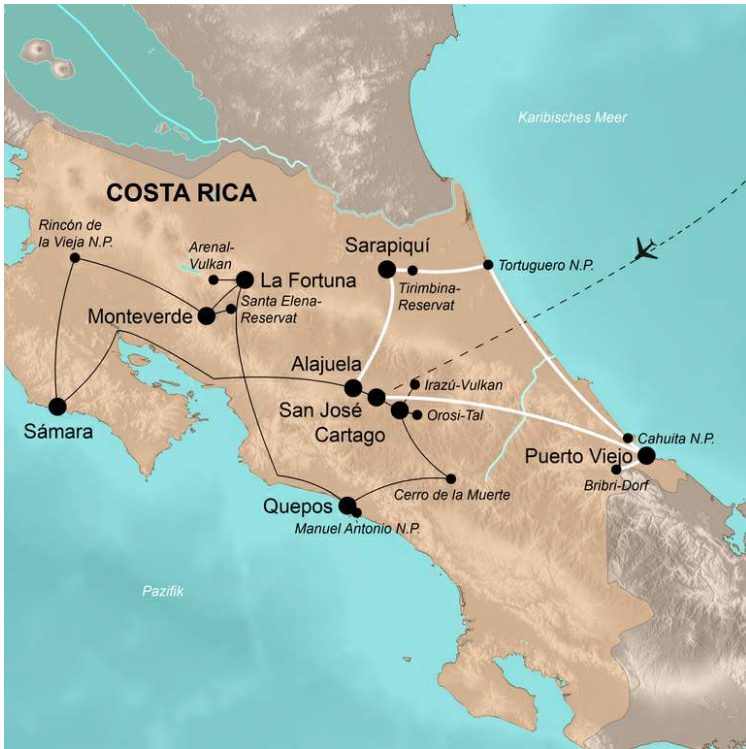 Karibisches Meer
COSTA RICA
Rincón de
la Vieja N.P.
Arenal-
Vulkan
La Fortuna
Santa Elena-
Reservat
Monteverde
Sarapiquí
Tirimbina-
Reservat
Tortuguero N.P.
Alajuela
Irazú-Vulkan
San José
Orosi-Tal
Cartago
Sámara
Cahuita N.P.
Puerto Viejo
Bribri-Dorf
Cerro de la Muerte
Quepos
Manuel Antonio N.P.
Pazifik